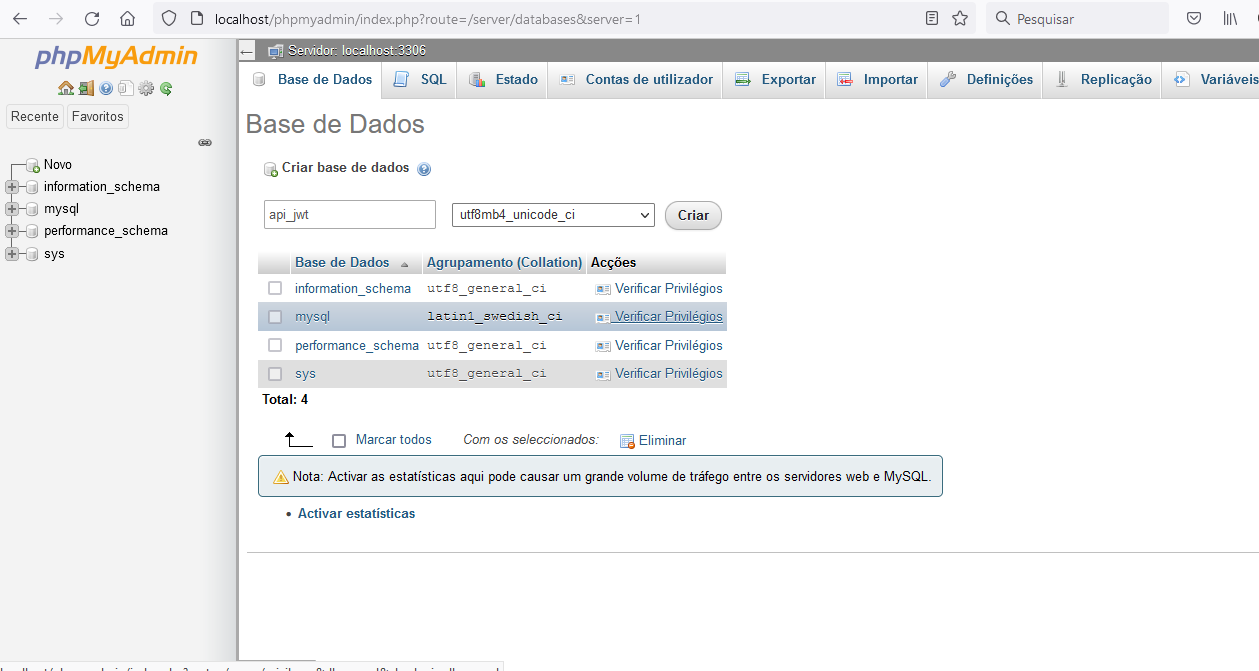 localhost/phpmyadmin/index.php?route=/server/databases&server=1
Pesquisar
phpMyAdmin
Recente
Favoritos
Novo
information_schema
mysql
performance_schema
sys
Servidor: localhost:3306
Base de Dados
SQL
Estado
Contas de utilizador
Exportar
Importar
Definições
Replicação
Variáveis
Base de Dados
Criar base de dados
api_jwt
utf8mb4_unicode_ci
Criar
Base de Dados Agrupamento (Collation) Acções
information_schema utf8_general_ci Verificar Privilégios
mysql latin1_swedish_ci Verificar Privilégios
performance_schema utf8_general_ci Verificar Privilégios
sys utf8_general_ci Verificar Privilégios
Total: 4
Marcar todos Com os seleccionados: Eliminar
Nota: Activar as estatísticas aqui pode causar um grande volume de tráfego entre os servidores web e MySQL.
• Activar estatísticas